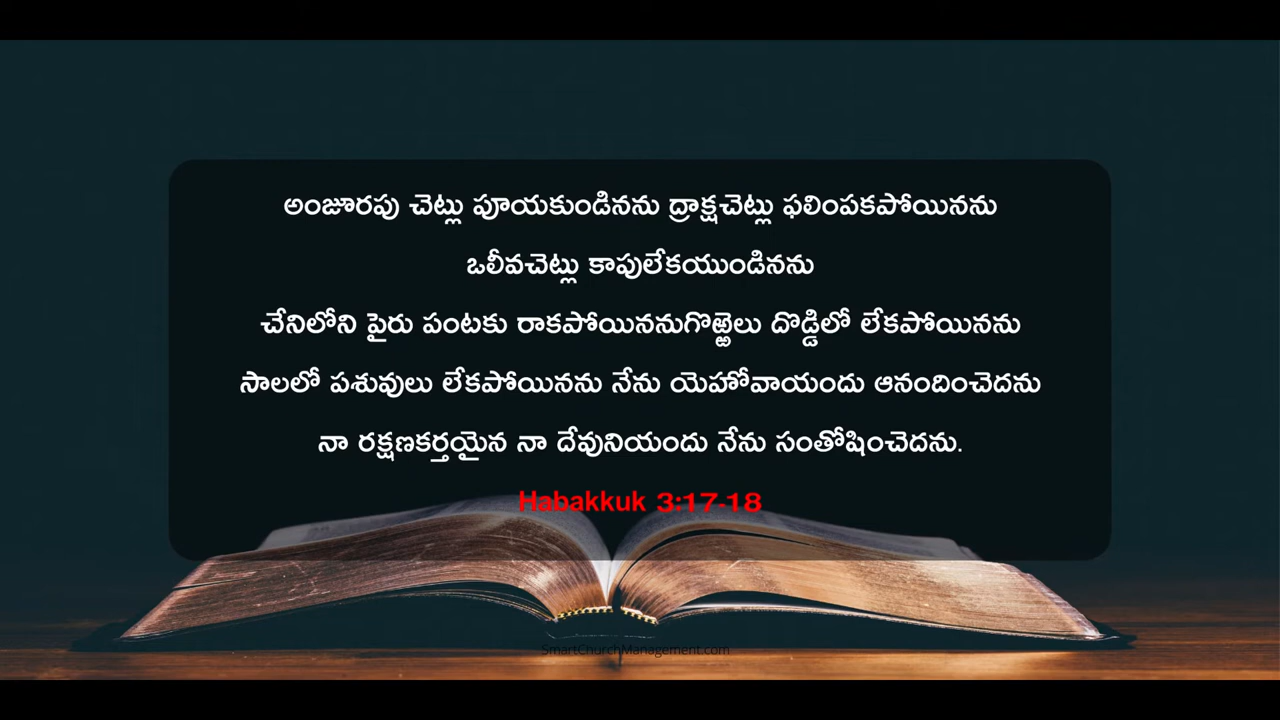 అంజూరపు చెట్లు పూయకుండినను ద్రాక్షచెట్లు ఫలింపకపోయినను
ఒలీవచెట్లు కాపులేకయుండినను
చేనిలోని పైరు పంటకు రాకపోయిననుగొఱ్ఱెలు దొడ్డిలో లేకపోయినను
సాలలో పశువులు లేకపోయినను నేను యెహోవాయందు ఆనందించెదను
నా రక్షణకర్తయైన నా దేవునియందు నేను సంతోషించెదను.
Habakkuk 3:17-18
SmartChurchManagement.com